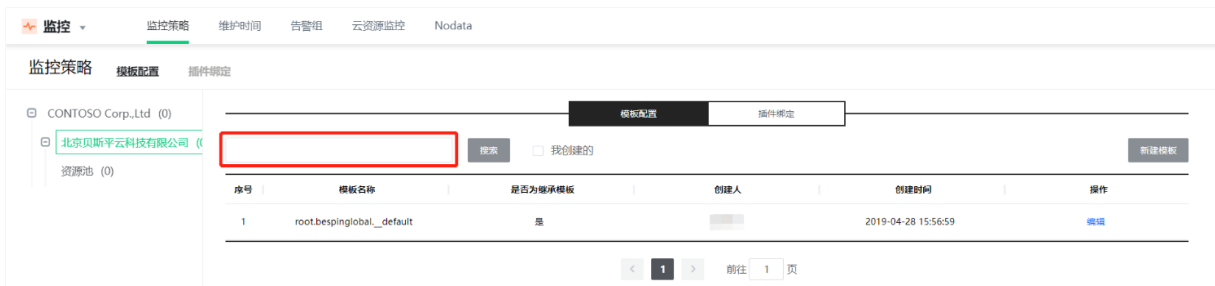 监控 监控策略 维护时间 告警组 云资源监控 Nodata
监控策略 模板配置 插件绑定
CONTOSO Corp.,Ltd (0)
北京贝斯平云科技有限公司 (0
资源池 (0)
模板配置 插件绑定
搜索 我创建的 新建模板
序号 模板名称 是否为继承模板 创建人 创建时间 操作
1 root.bespinglobal.__default 是 2019-04-28 15:56:59 编辑
< 1 > 前往 1 页